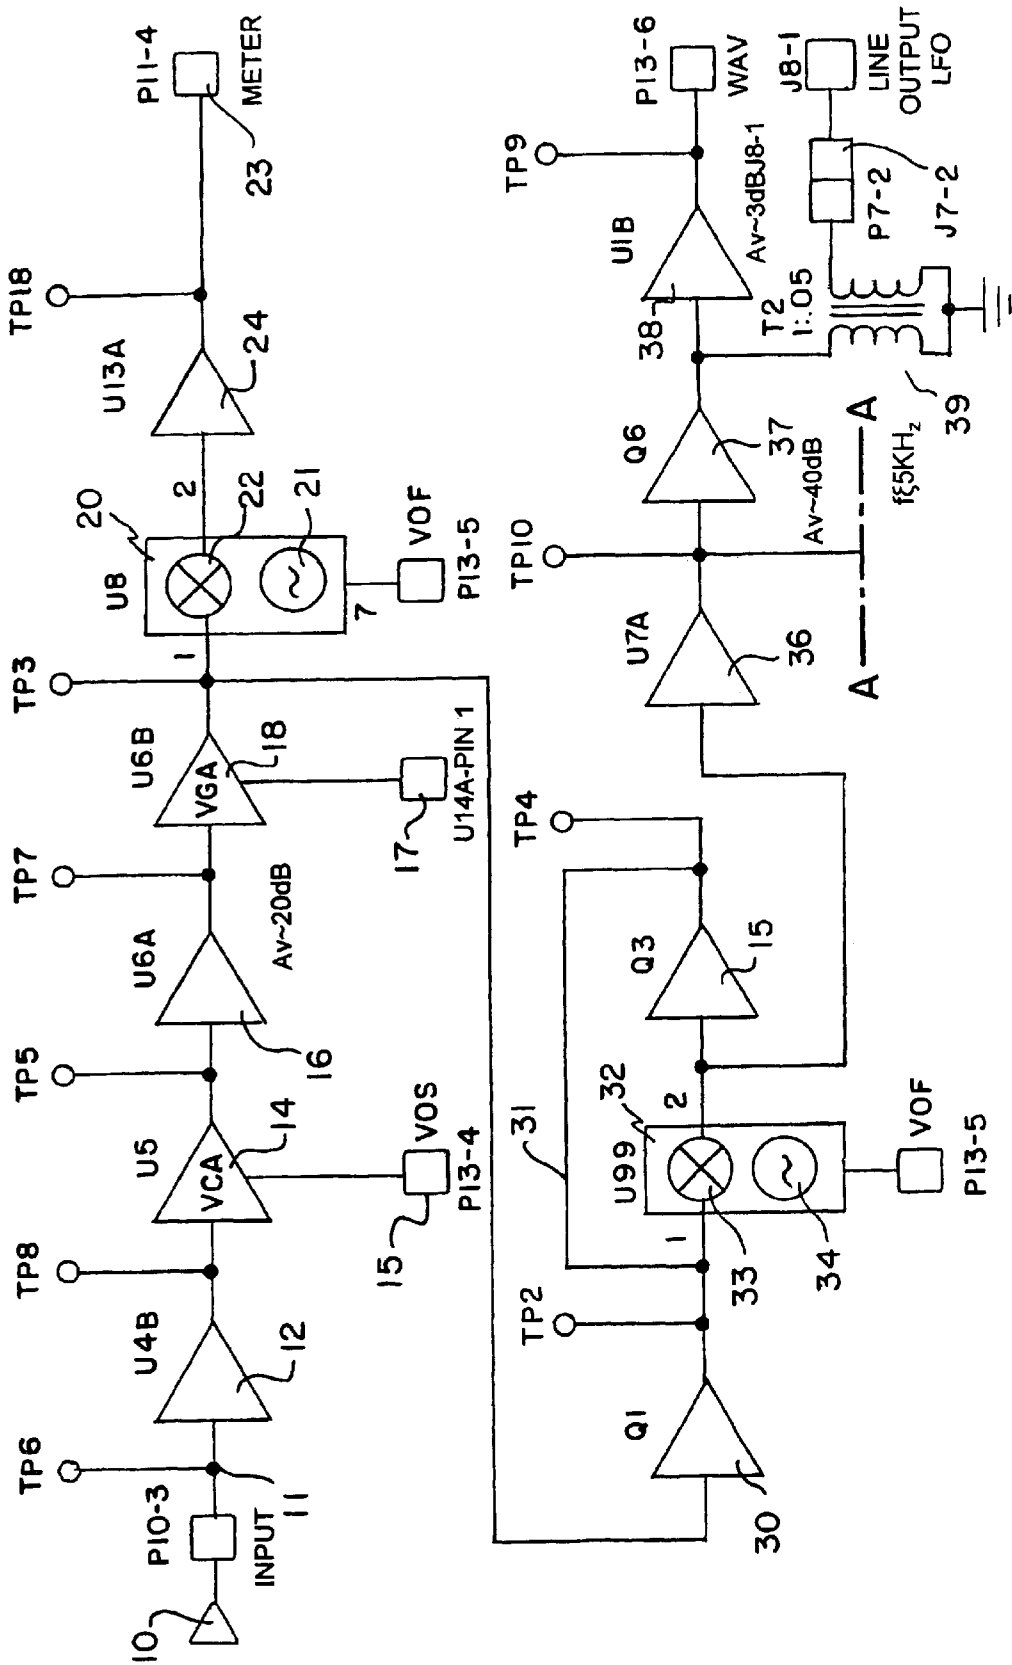 TP6 TP8 TP5 TP7 TP3 TP18
P10-3 U4B U5 U6A U6B U8 20 U13A P11-4
10 VCA VGA 1 2
INPUT 11 12 14 16 Av~20dB 18 22 21 24 23 METER
7
15 VOS 17 VOF
P13-4 U14A-PIN 1 P13-5
TP2 31 TP4 TP10 TP9
Q1 U99 32 Q3 U7A Q6 U1B P13-6
1 2 38
30 33 15 36 37 WAV
34 Av~40dB T2 Av~3dBJ8-1
1:.05 J8-1
A A
VOF fξ5KHz 39 P7-2 LINE
P13-5 J7-2 OUTPUT
LFO